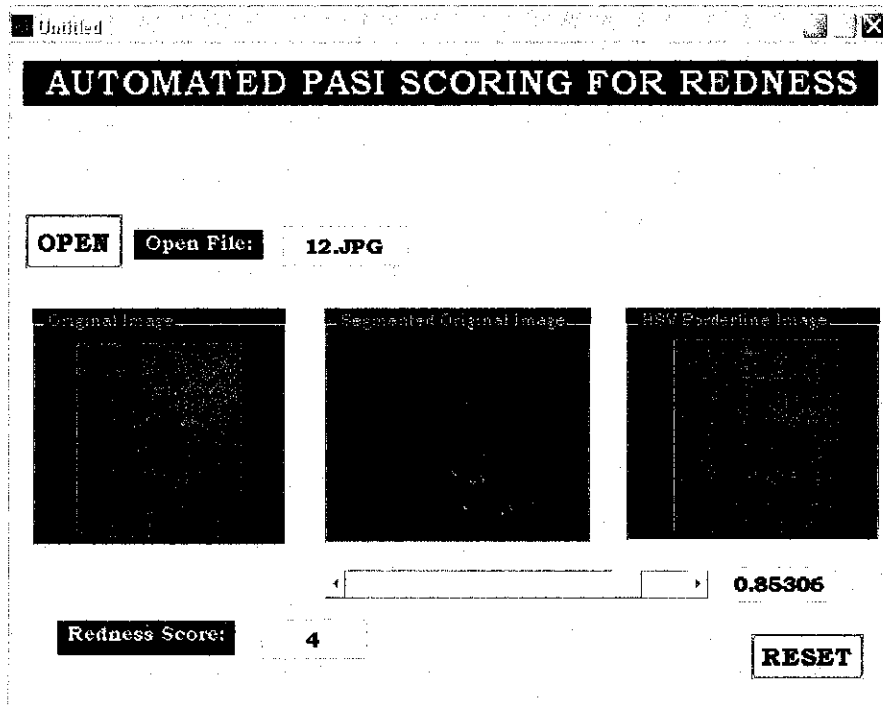 Untitled
AUTOMATED PASI SCORING FOR REDNESS
OPEN Open File: 12.JPG
Original Image Segmented Original Image HSV Borderline Image
0.85306
Redness Score: 4
RESET